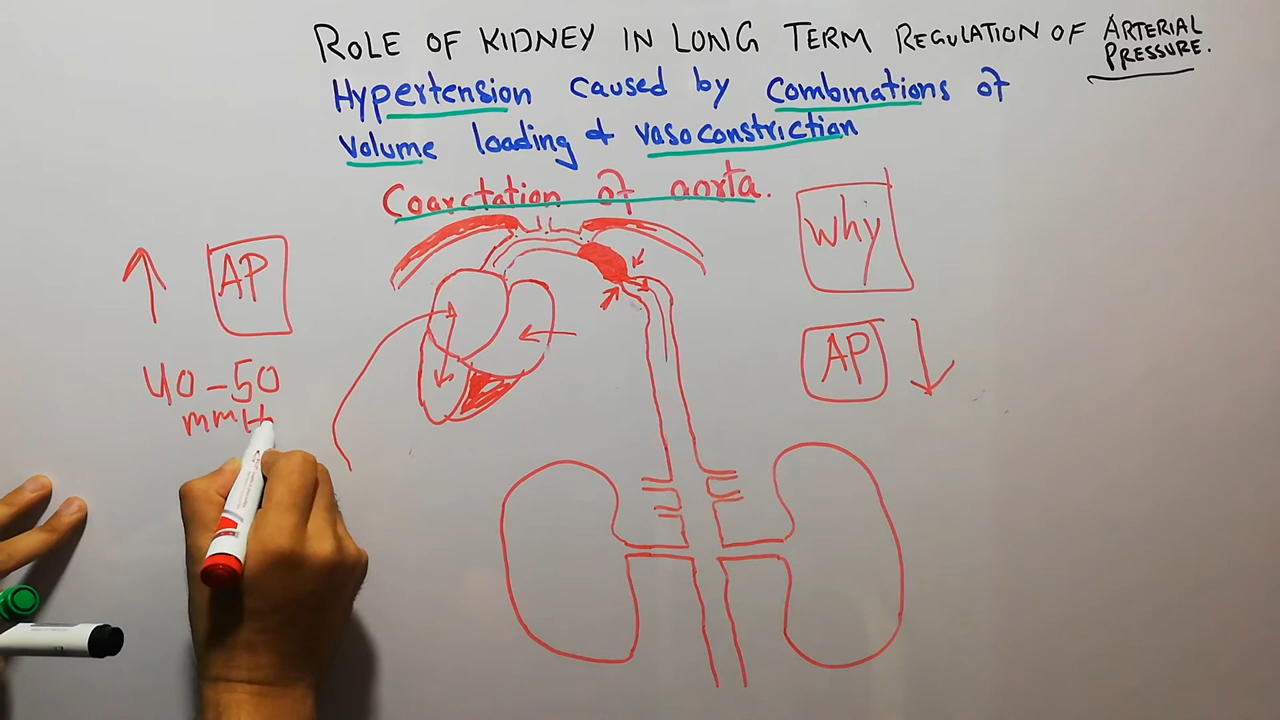 ROLE OF KIDNEY IN LONG TERM REGULATION OF ARTERIAL
PRESSURE.
Hypertension caused by Combinations of
Volume loading & vasoconstriction
Coarctation of aorta.
Why
AP
AP
40-50
mmH